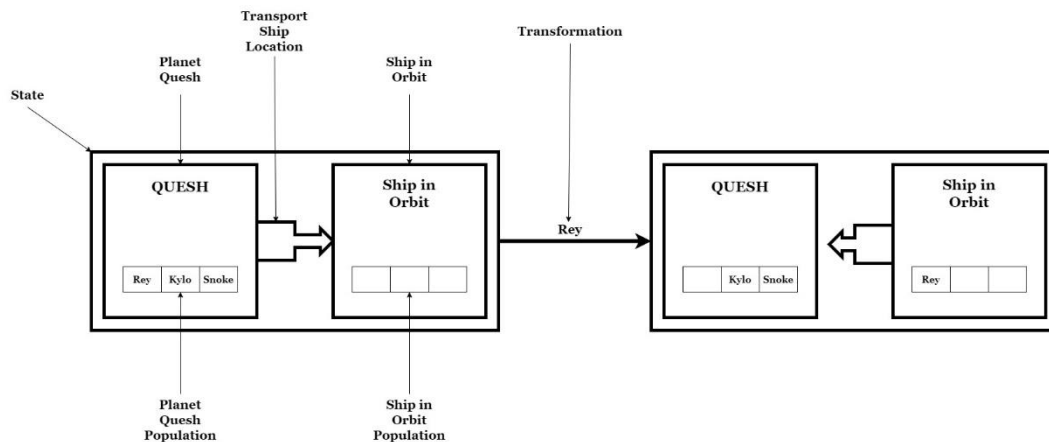 Transport
Ship
Location
Transformation
Planet
Quesh
Ship in
Orbit
State
QUESH
Ship in
Orbit
QUESH
Ship in
Orbit
Rey
Rey Kylo Snoke
Kylo Snoke
Rey
Planet
Quesh
Population
Ship in
Orbit
Population